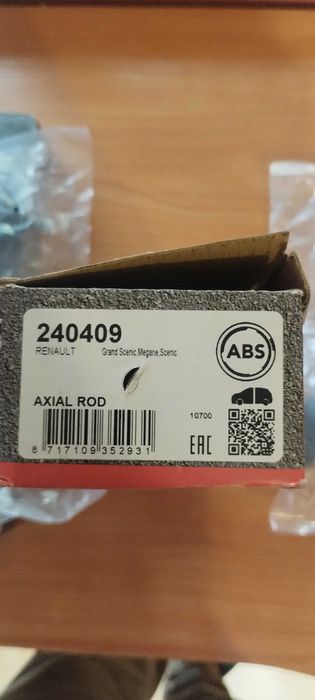 240409
RENAULT Grand Scenic,Megane,Scenic
ABS
AXIAL ROD
10700
8 717109 352931
EAC